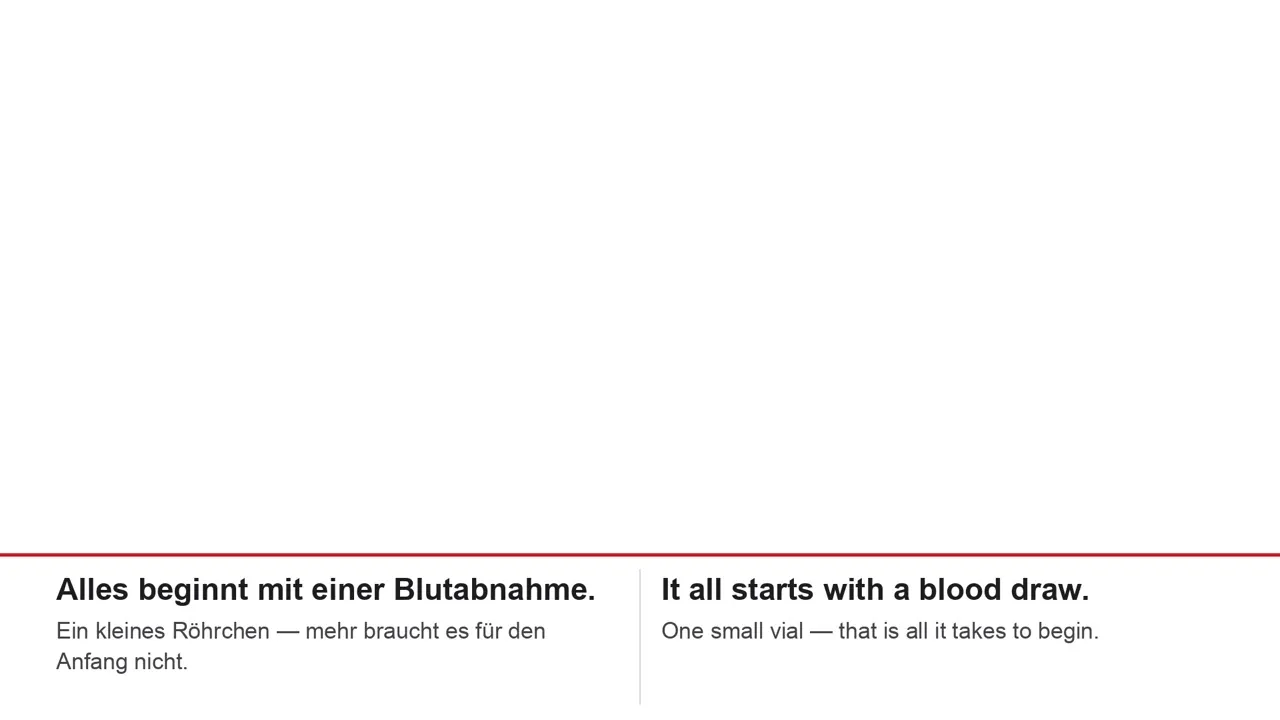 Alles beginnt mit einer Blutabnahme.
Ein kleines Röhrchen — mehr braucht es für den
Anfang nicht.
It all starts with a blood draw.
One small vial — that is all it takes to begin.